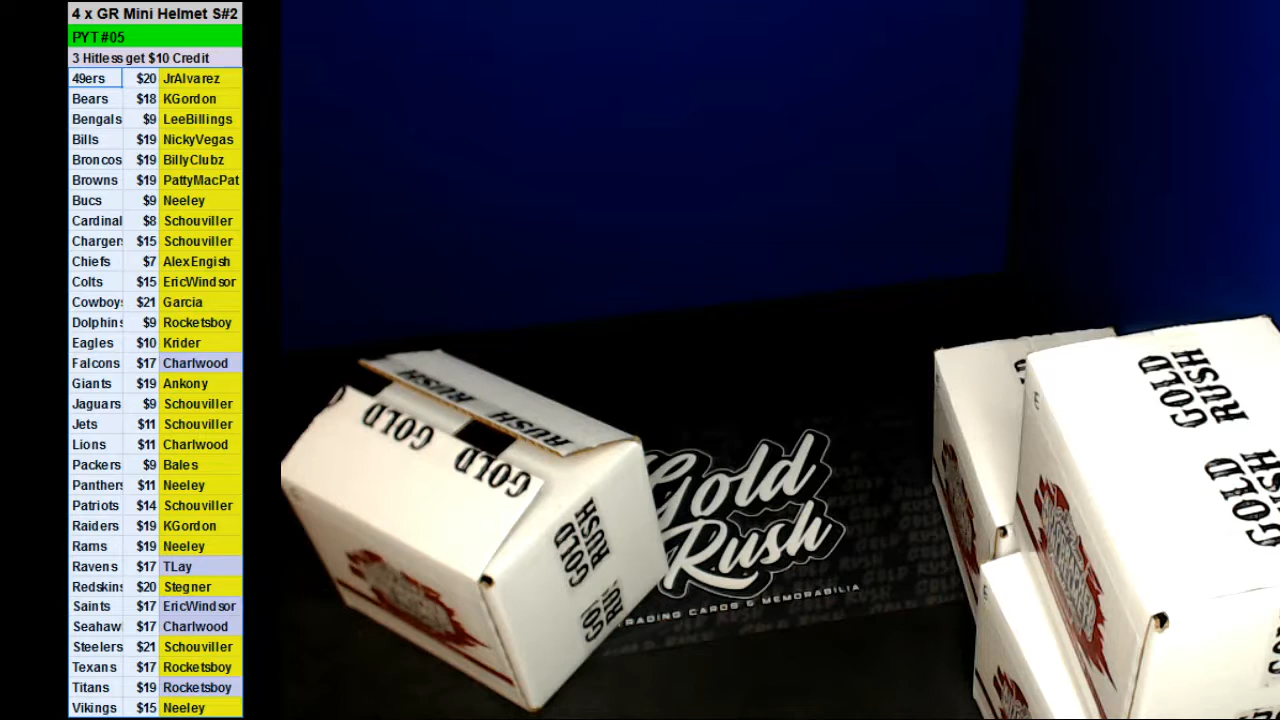 4 x GR Mini Helmet S#2
PYT #05
3 Hitless get $10 Credit
49ers $20 JrAlvarez
Bears $18 KGordon
Bengals $9 LeeBillings
Bills $19 NickyVegas
Broncos $19 BillyClubz
Browns $19 PattyMacPat
Bucs $9 Neeley
Cardinal $8 Schouviller
Charger $15 Schouviller
Chiefs $7 AlexEngish
Colts $15 EricWindsor
Cowboy $21 Garcia
Dolphin $9 Rocketsboy
Eagles $10 Krider
Falcons $17 Charlwood
Giants $19 Ankony
Jaguars $9 Schouviller
Jets $11 Schouviller
Lions $11 Charlwood
Packers $9 Bales
Panthers $11 Neeley
Patriots $14 Schouviller
Raiders $19 KGordon
Rams $19 Neeley
Ravens $17 TLay
Redskins $20 Stegner
Saints $17 EricWindsor
Seahaw $17 Charlwood
Steelers $21 Schouviller
Texans $17 Rocketsboy
Titans $19 Rocketsboy
Vikings $15 Neeley
RUSH RUSH RUSH
GOLD GOLD
GOLD RUSH
GO RU
Gold
Rush
TRADING CARDS & MEMORABILIA
GOLD
RUSH
GOLD
RUSH